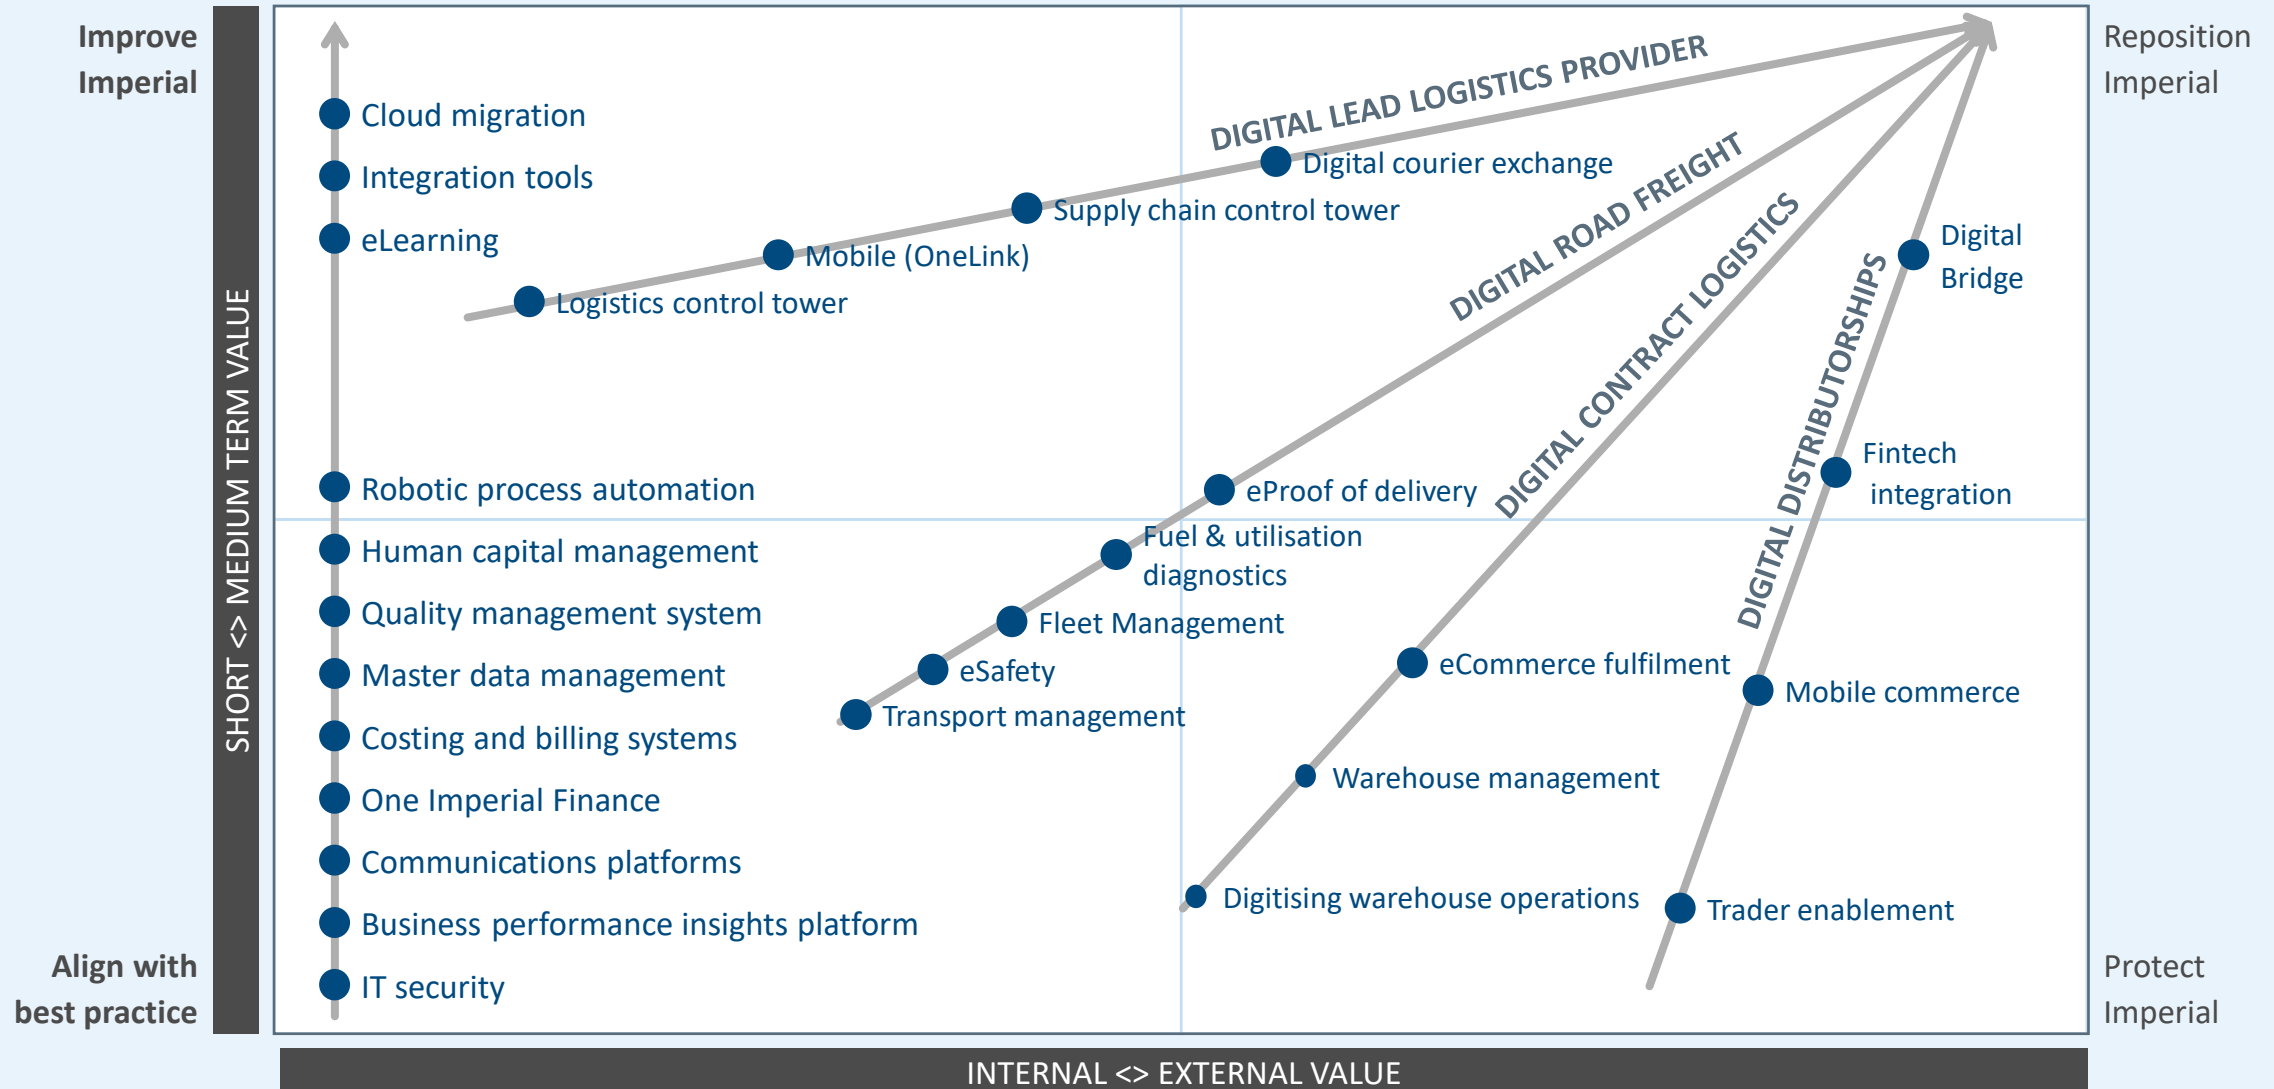 Improve
Imperial
Reposition
Imperial
Cloud migration
Integration tools
eLearning
DIGITAL LEAD LOGISTICS PROVIDER
Digital courier exchange
Supply chain control tower
Mobile (OneLink)
Logistics control tower
DIGITAL ROAD FREIGHT
DIGITAL CONTRACT LOGISTICS
DIGITAL DISTRIBUTORSHIPS
Digital
Bridge
Fintech
integration
SHORT <> MEDIUM TERM VALUE
Robotic process automation
eProof of delivery
Human capital management
Fuel & utilisation
diagnostics
Quality management system
Fleet Management
Master data management
eSafety
eCommerce fulfilment
Mobile commerce
Transport management
Costing and billing systems
Warehouse management
One Imperial Finance
Communications platforms
Digitising warehouse operations
Trader enablement
Business performance insights platform
IT security
Align with
best practice
Protect
Imperial
INTERNAL <> EXTERNAL VALUE